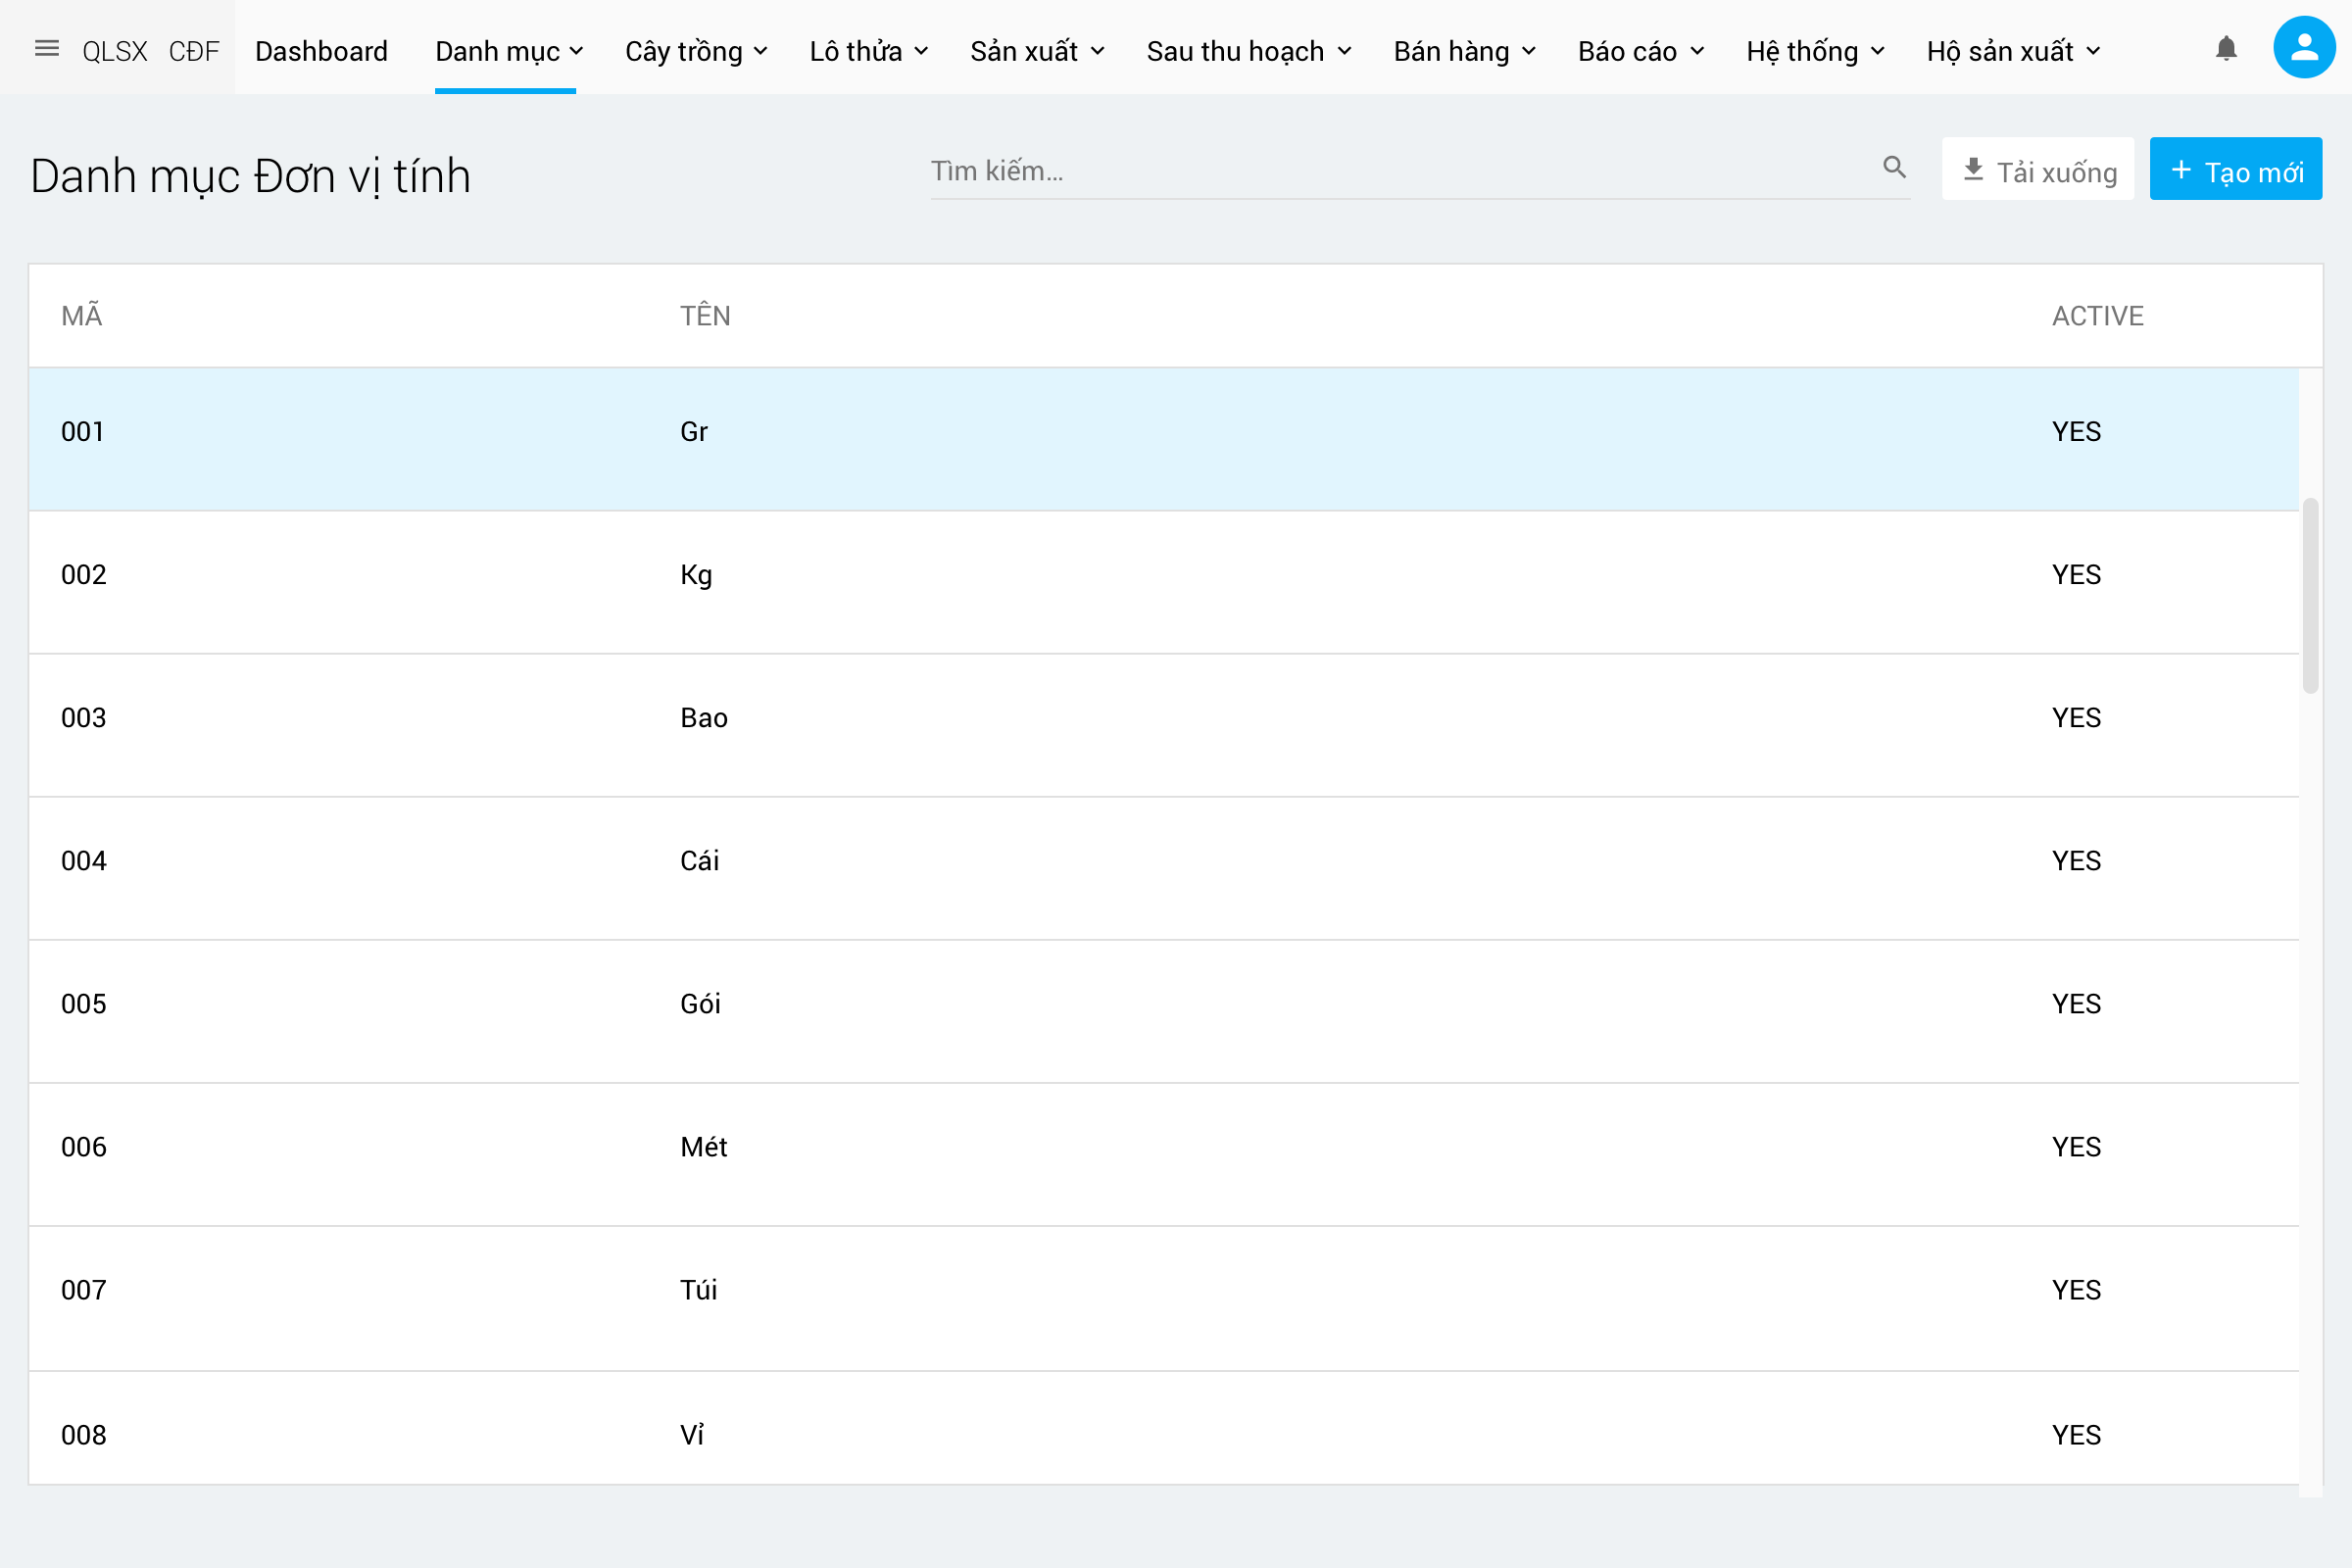 QLSX CĐF Dashboard Danh mục Cây trồng Lô thửa Sản xuất Sau thu hoạch Bán hàng Báo cáo Hệ thống Hộ sản xuất
Danh mục Đơn vị tính Tìm kiếm... Tải xuống + Tạo mới
MÃ TÊN ACTIVE
001 Gr YES
002 Kg YES
003 Bao YES
004 Cái YES
005 Gói YES
006 Mét YES
007 Túi YES
008 Vỉ YES